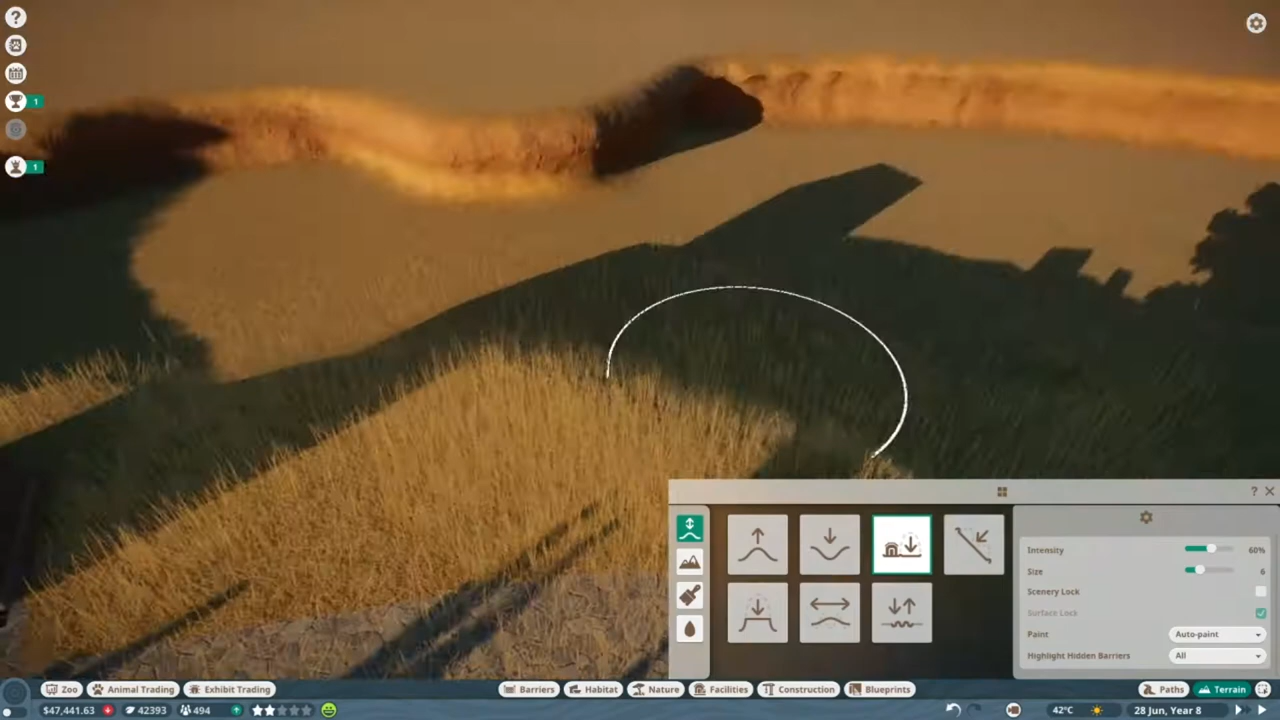 ?
1
1
? ×
Intensity 60%
Size 6
Scenery Lock
Surface Lock
Paint Auto-paint
Highlight Hidden Barriers All
Zoo Animal Trading Exhibit Trading Barriers Habitat Nature Facilities Construction Blueprints Paths Terrain
$47,441.63 42393 494 42°C 28 Jun, Year 8